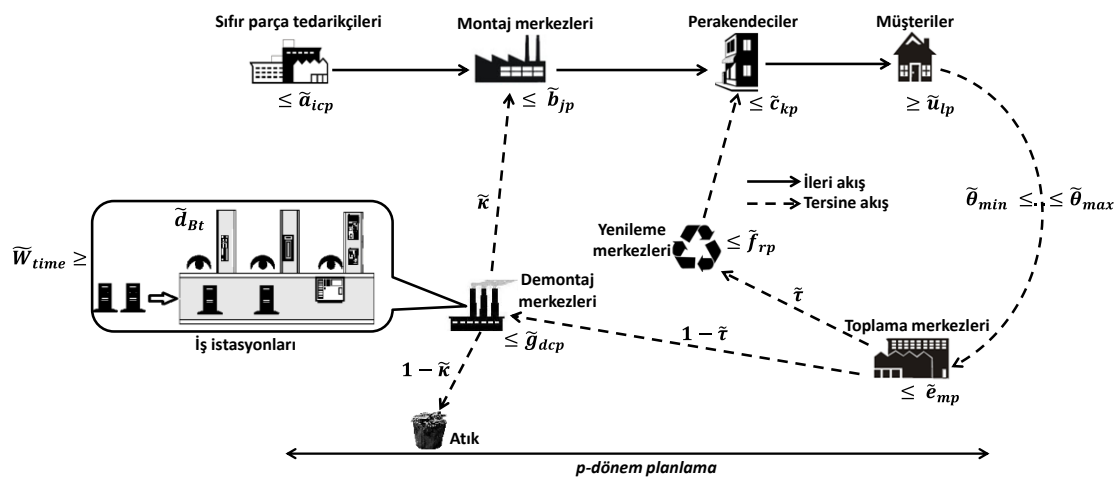 Sıfır parça tedarikçileri
Montaj merkezleri
Perakendeciler
Müşteriler
≤ ã_icp
≤ b̃_jp
≤ c̃_kp
≥ ũ_lp
κ̃
İleri akış
Tersine akış
θ̃_min ≤. . ≤ θ̃_max
d̃_Bt
W̃_time ≥
Yenileme
merkezleri
≤ f̃_rp
Demontaj
merkezleri
τ̃
Toplama merkezleri
İş istasyonları
≤ g̃_dcp
1 − τ̃
1 − κ̃
≤ ẽ_mp
Atık
p-dönem planlama